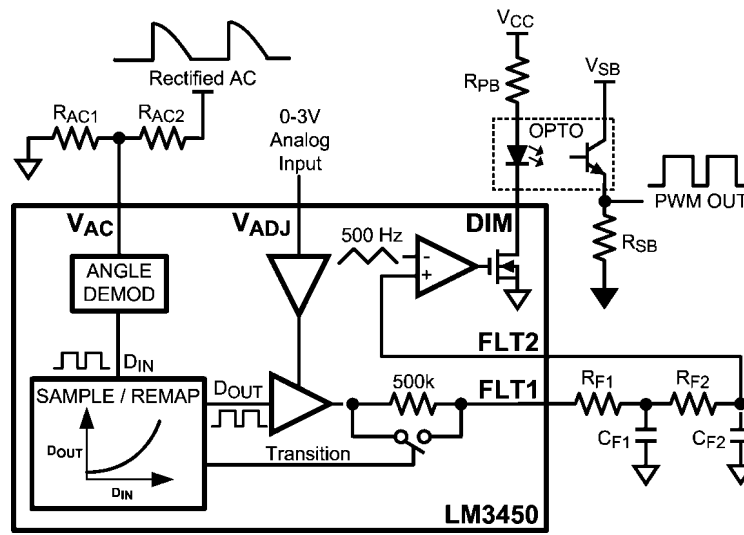 Rectified AC
RAC1
RAC2
0-3V
Analog
Input
VCC
RPB
VSB
OPTO
PWM OUT
RSB
VAC
VADJ
DIM
500 Hz
-
+
ANGLE
DEMOD
DIN
FLT2
SAMPLE / REMAP
DOUT
DIN
DOUT
500k
FLT1
Transition
RF1
RF2
CF1
CF2
LM3450